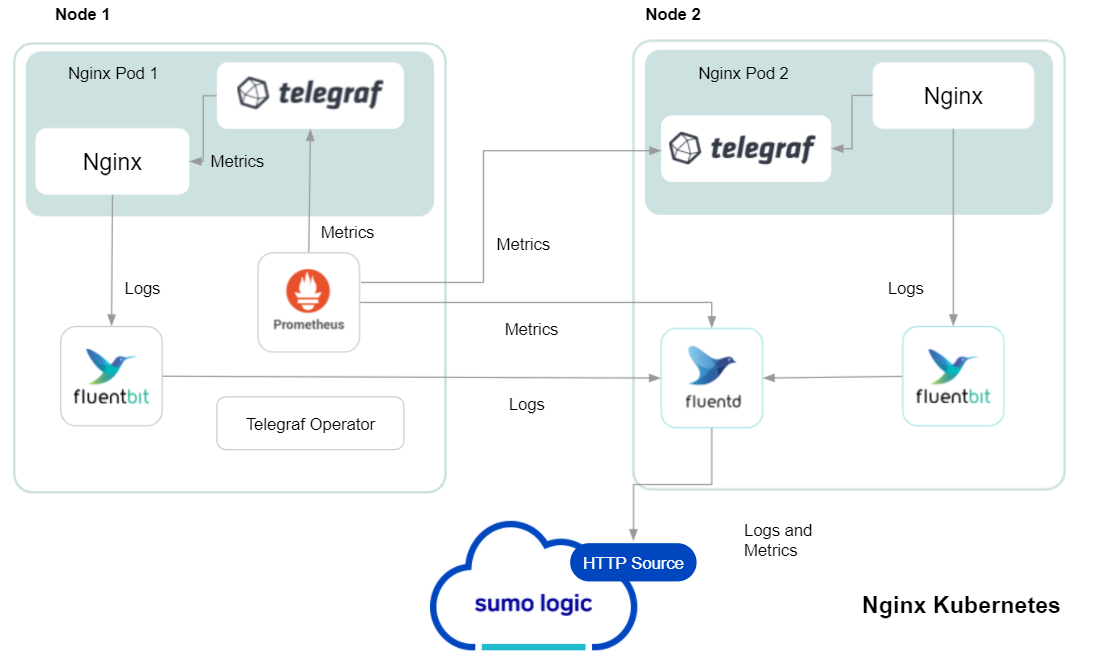 Node 1
Node 2
Nginx Pod 1
telegraf
Nginx
Metrics
Metrics
Logs
Prometheus
fluentbit
Telegraf Operator
Nginx Pod 2
Nginx
telegraf
Metrics
Metrics
Logs
Logs
fluentd
fluentbit
Logs and
Metrics
HTTP Source
sumo logic
Nginx Kubernetes